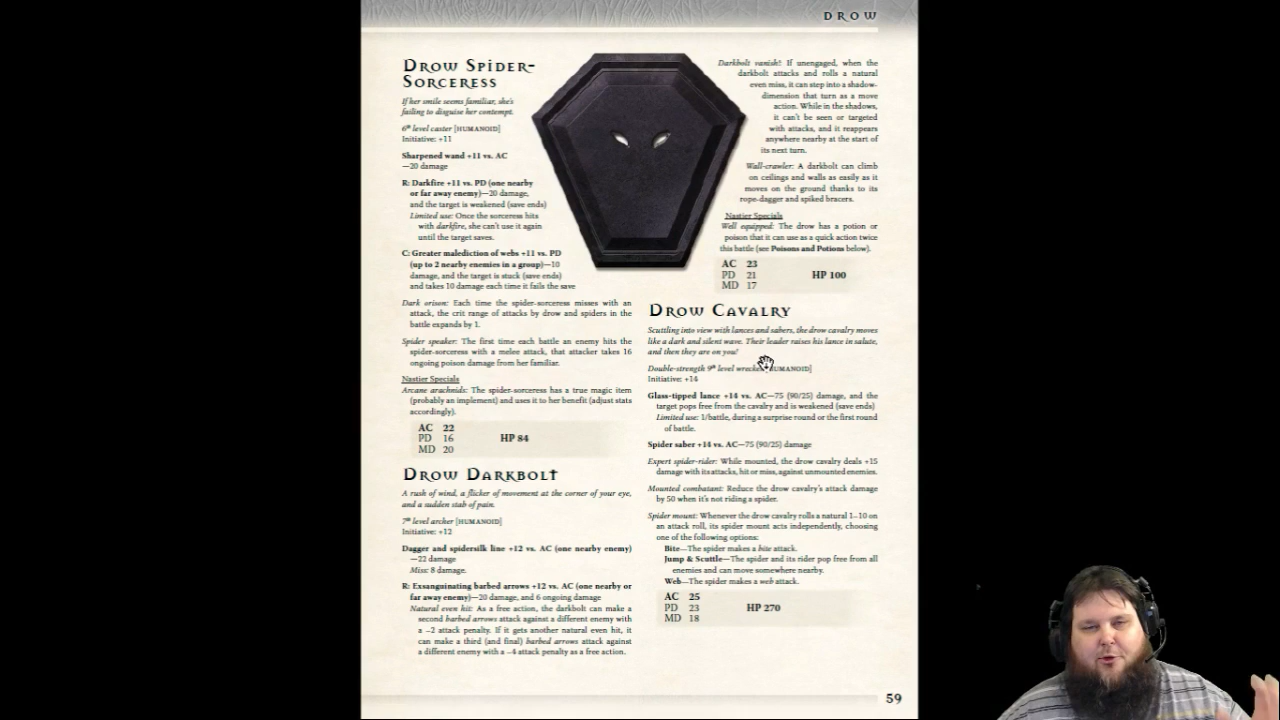 DROW
DROW SPIDER-
SORCERESS
If her smile seems familiar, she's
failing to disguise her contempt.
6th level caster [HUMANOID]
Initiative: +11
Sharpened wand +11 vs. AC
—20 damage
R: Darkfire +11 vs. PD (one nearby
or far away enemy)—20 damage,
and the target is weakened (save ends)
Limited use: Once the sorceress hits
with darkfire, she can't use it again
until the target saves.
C: Greater malediction of webs +11 vs. PD
(up to 2 nearby enemies in a group)—10
damage, and the target is stuck (save ends)
and takes 10 damage each time it fails the save
Dark orison: Each time the spider-sorceress misses with an
attack, the crit range of attacks by drow and spiders in the
battle expands by 1.
Spider speaker: The first time each battle an enemy hits the
spider-sorceress with a melee attack, that attacker takes 16
ongoing poison damage from her familiar.
Nastier Specials
Arcane arachnids: The spider-sorceress has a true magic item
(probably an implement) and uses it to her benefit (adjust stats
accordingly).
AC 22
PD 16 HP 84
MD 20
DROW DARKBOLT
A rush of wind, a flicker of movement at the corner of your eye,
and a sudden stab of pain.
7th level archer [HUMANOID]
Initiative: +12
Dagger and spidersilk line +12 vs. AC (one nearby enemy)
—22 damage
Miss: 8 damage.
R: Exsanguinating barbed arrows +12 vs. AC (one nearby or
far away enemy)—20 damage, and 6 ongoing damage
Natural even hit: As a free action, the darkbolt can make a
second barbed arrows attack against a different enemy with
a –2 attack penalty. If it gets another natural even hit, it
can make a third (and final) barbed arrows attack against
a different enemy with a –4 attack penalty as a free action.
Darkbolt vanish!: If unengaged, when the
darkbolt attacks and rolls a natural
even miss, it can step into a shadow-
dimension that turn as a move
action. While in the shadows,
it can't be seen or targeted
with attacks, and it reappears
anywhere nearby at the start of
its next turn.
Wall-crawler: A darkbolt can climb
on ceilings and walls as easily as it
moves on the ground thanks to its
rope-dagger and spiked bracers.
Nastier Specials
Well equipped: The drow has a potion or
poison that it can use as a quick action twice
this battle (see Poisons and Potions below).
AC 23
PD 21 HP 100
MD 17
DROW CAVALRY
Scuttling into view with lances and sabers, the drow cavalry moves
like a dark and silent wave. Their leader raises his lance in salute,
and then they are on you!
Double-strength 9th level wrecker [HUMANOID]
Initiative: +14
Glass-tipped lance +14 vs. AC—75 (90/25) damage, and the
target pops free from the cavalry and is weakened (save ends)
Limited use: 1/battle, during a surprise round or the first round
of battle.
Spider saber +14 vs. AC—75 (90/25) damage
Expert spider-rider: While mounted, the drow cavalry deals +15
damage with its attacks, hit or miss, against unmounted enemies.
Mounted combatant: Reduce the drow cavalry's attack damage
by 50 when it's not riding a spider.
Spider mount: Whenever the drow cavalry rolls a natural 1–10 on
an attack roll, its spider mount acts independently, choosing
one of the following options:
Bite—The spider makes a bite attack.
Jump & Scuttle—The spider and its rider pop free from all
enemies and can move somewhere nearby.
Web—The spider makes a web attack.
AC 25
PD 23 HP 270
MD 18
59